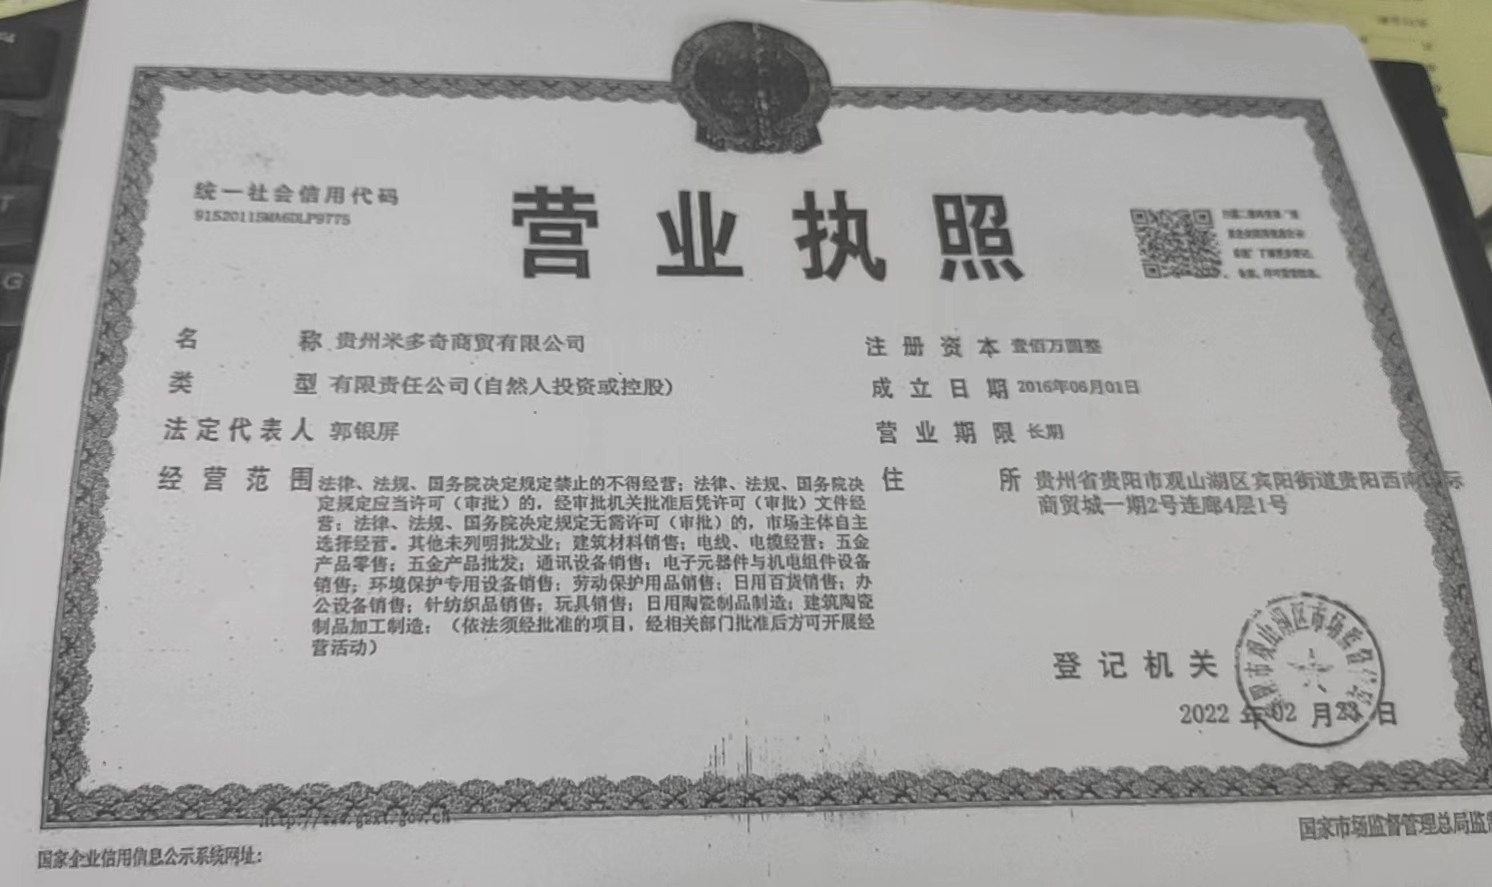 统一社会信用代码
91520115MA6DLP9775
营业执照
名称 贵州米多奇商贸有限公司
类型 有限责任公司(自然人投资或控股)
法定代表人 郭银屏
经营范围 法律、法规、国务院决定规定禁止的不得经营；法律、法规、国务院决
定规定应当许可（审批）的，经审批机关批准后凭许可（审批）文件经
营；法律、法规、国务院决定规定无需许可（审批）的，市场主体自主
选择经营。其他未列明批发业；建筑材料销售；电线、电缆经营；五金
产品零售；五金产品批发；通讯设备销售；电子元器件与机电组件设备
销售；环境保护专用设备销售；劳动保护用品销售；日用百货销售；办
公设备销售；针纺织品销售；玩具销售；日用陶瓷制品制造；建筑陶瓷
制品加工制造；（依法须经批准的项目，经相关部门批准后方可开展经
营活动）
注册资本 壹佰万圆整
成立日期 2016年06月01日
营业期限 长期
住所 贵州省贵阳市观山湖区宾阳街道贵阳西南国际
商贸城一期2号连廊4层1号
登记机关
2022 年02 月23 日
http://www.gsxt.gov.cn
国家企业信用信息公示系统网址：
国家市场监督管理总局监制